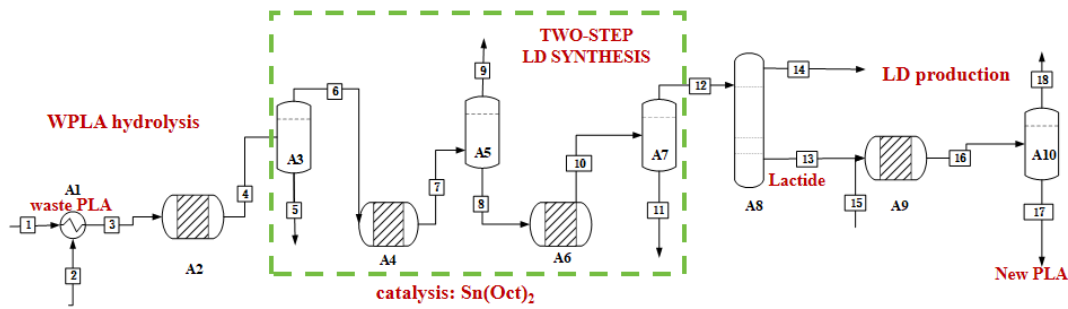 TWO-STEP
LD SYNTHESIS
WPLA hydrolysis
LD production
waste PLA
Lactide
New PLA
catalysis: Sn(Oct)₂
A1
A2
A3
A4
A5
A6
A7
A8
A9
A10
1
2
3
4
5
6
7
8
9
10
11
12
13
14
15
16
17
18